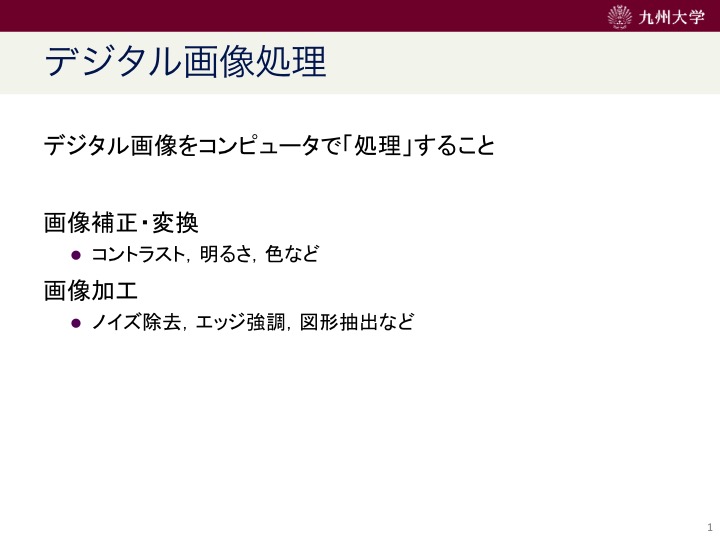 九州大学
デジタル画像処理
デジタル画像をコンピュータで「処理」すること
画像補正・変換
● コントラスト，明るさ，色など
画像加工
● ノイズ除去，エッジ強調，図形抽出など
1